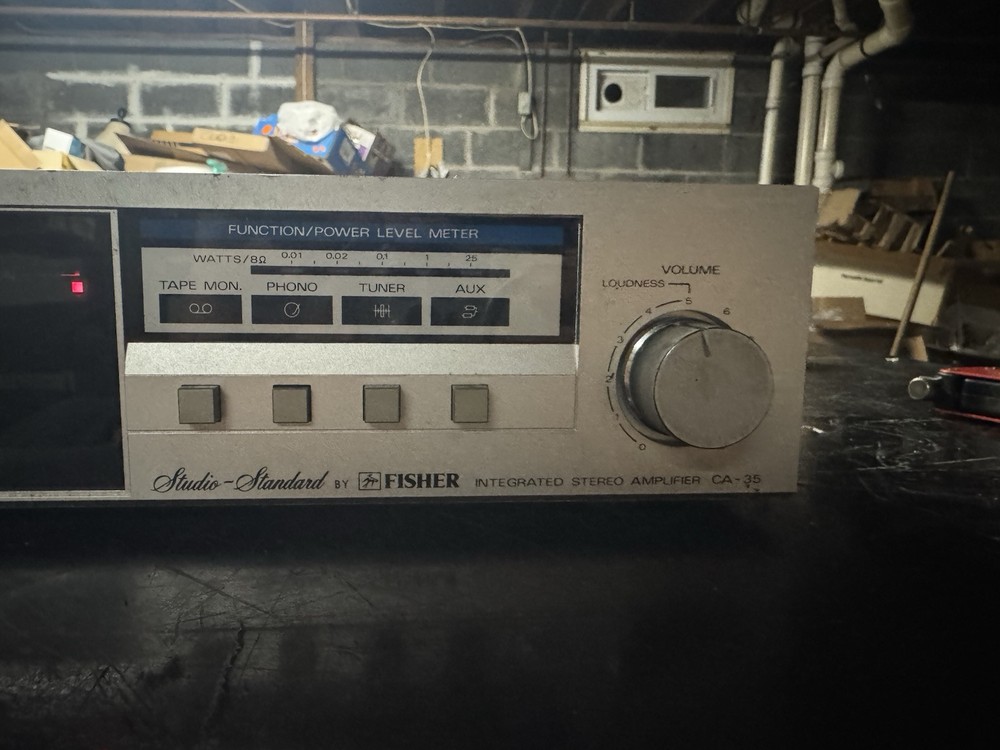 FUNCTION/POWER LEVEL METER
WATTS/8Ω 0.01 0.02 0.1 1 25
TAPE MON. PHONO TUNER AUX
VOLUME
LOUDNESS
0 2 3 4 5 6
Studio-Standard BY FISHER INTEGRATED STEREO AMPLIFIER CA-35